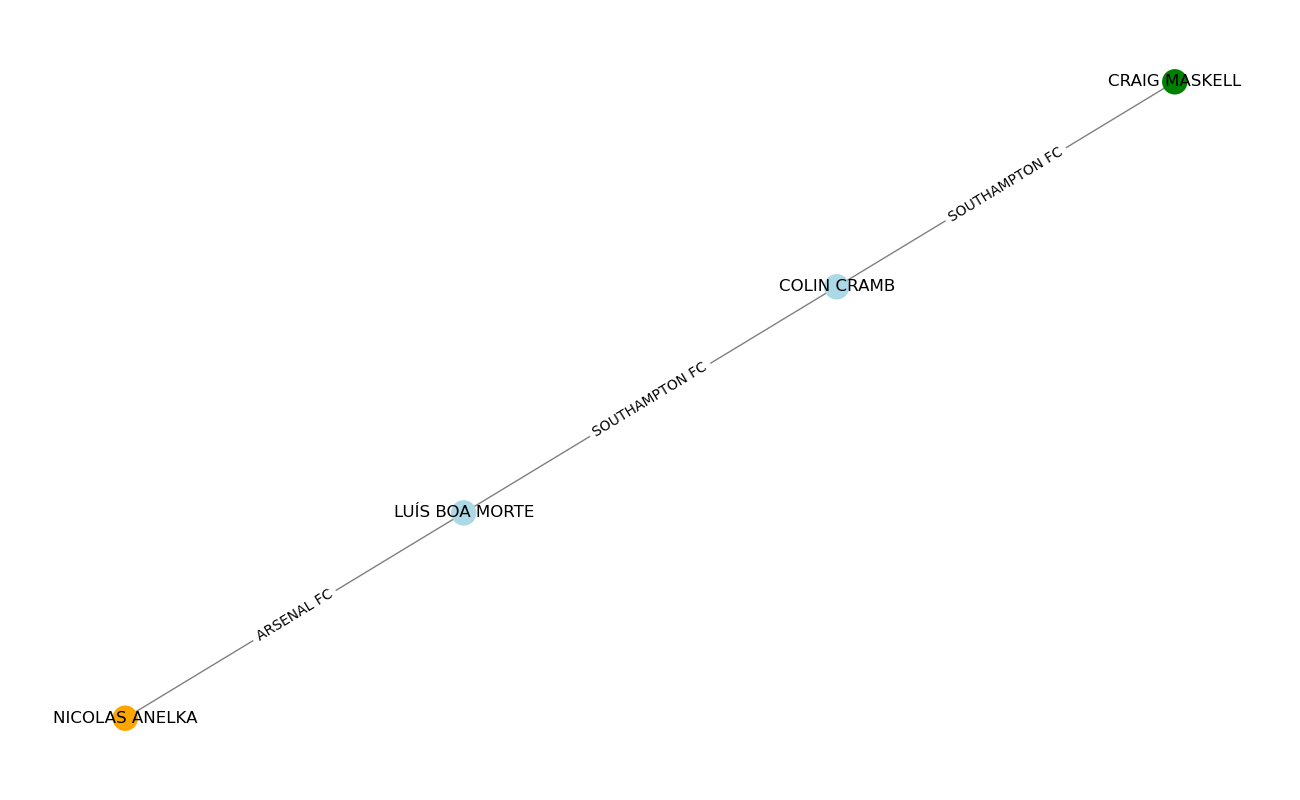 CRAIG MASKELL
SOUTHAMPTON FC
COLIN CRAMB
SOUTHAMPTON FC
LUÍS BOA MORTE
ARSENAL FC
NICOLAS ANELKA